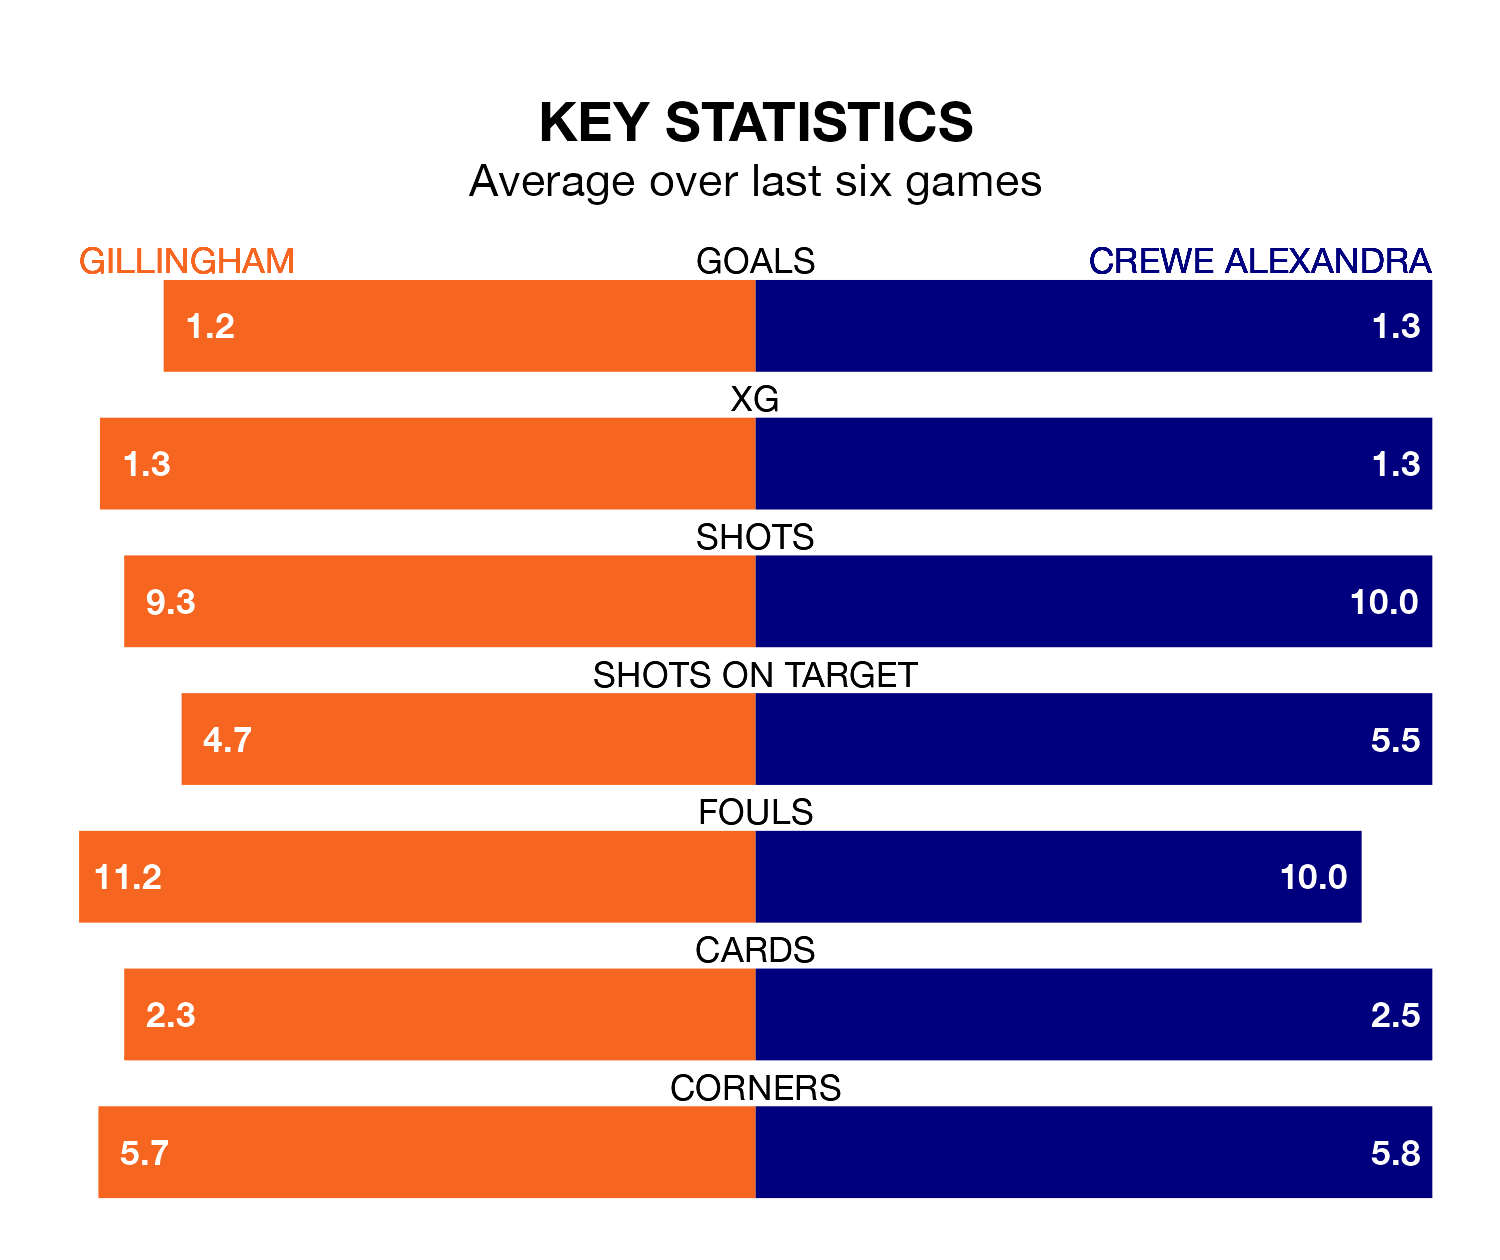 KEY STATISTICS
Average over last six games
GILLINGHAM GOALS CREWE ALEXANDRA
1.2 1.3
XG
1.3 1.3
SHOTS
9.3 10.0
SHOTS ON TARGET
4.7 5.5
FOULS
11.2 10.0
CARDS
2.3 2.5
CORNERS
5.7 5.8